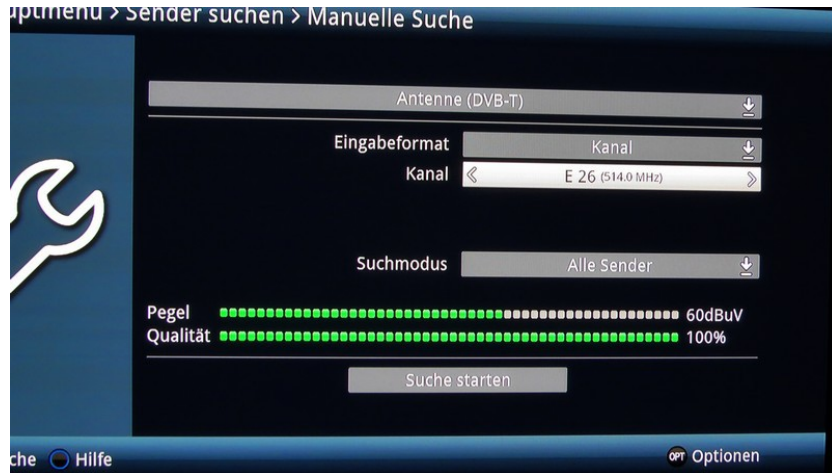 uptmenü > Sender suchen > Manuelle Suche
Antenne (DVB-T)
Eingabeformat Kanal
Kanal E 26 (514.0 MHz)
Suchmodus Alle Sender
Pegel 60dBuV
Qualität 100%
Suche starten
che Hilfe OPT Optionen